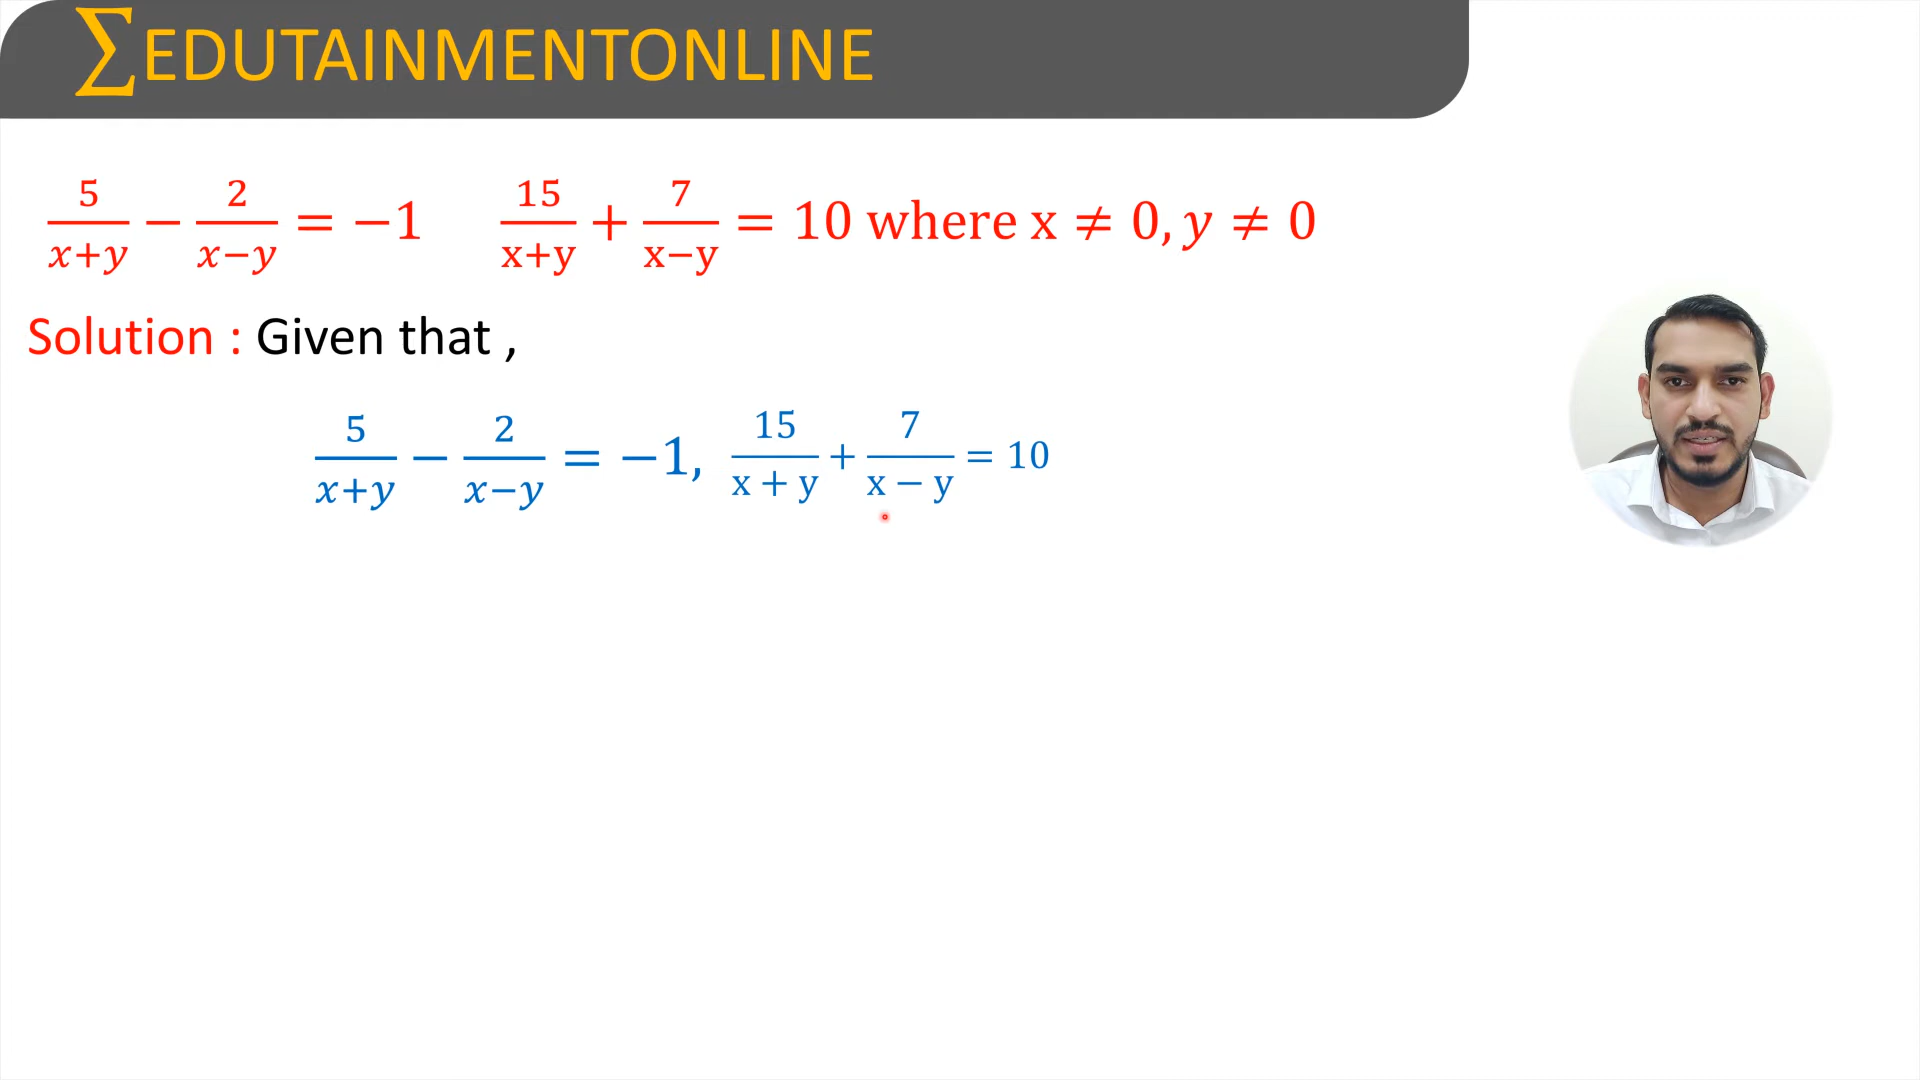 ∑EDUTAINMENTONLINE
5/(x+y) − 2/(x−y) = −1 15/(x+y) + 7/(x−y) = 10 where x ≠ 0, y ≠ 0
Solution : Given that ,
5/(x+y) − 2/(x−y) = −1, 15/(x + y) + 7/(x − y) = 10